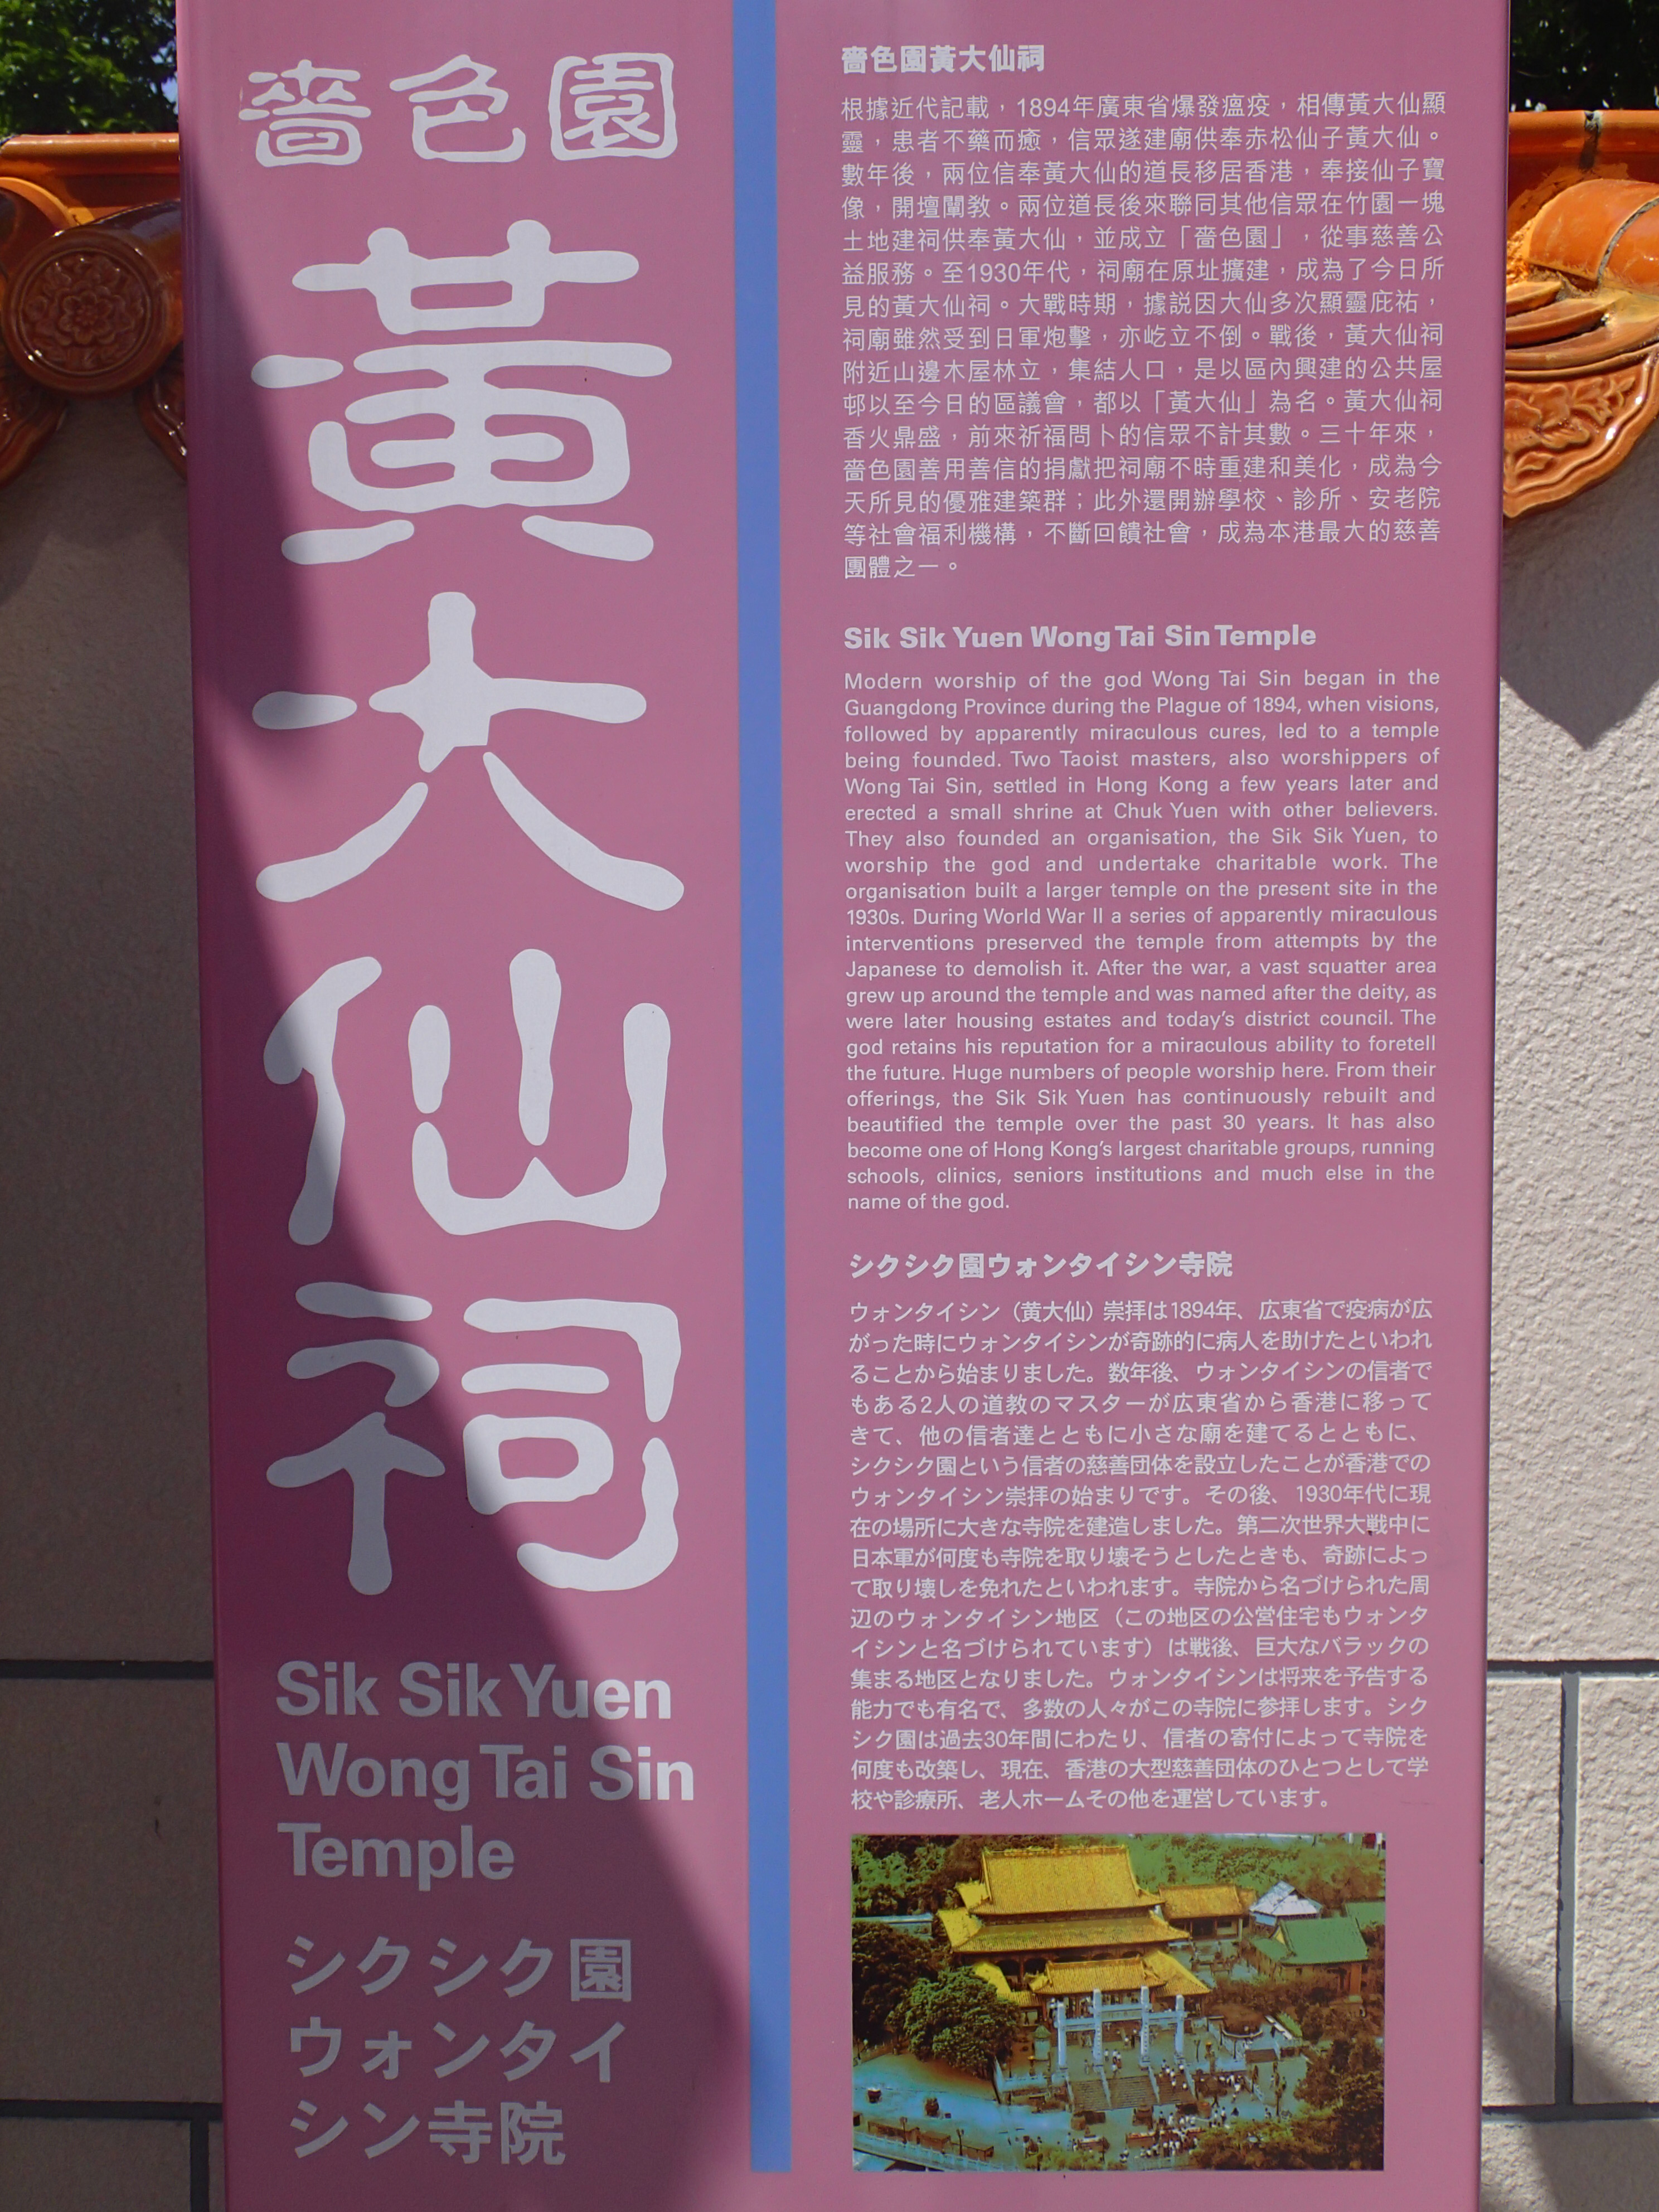 嗇色園
黃大仙祠
Sik Sik Yuen
Wong Tai Sin
Temple
シクシク園
ウォンタイ
シン寺院
嗇色園黃大仙祠
根據近代記載，1894年廣東省爆發瘟疫，相傳黃大仙顯
靈，患者不藥而癒，信眾遂建廟供奉赤松仙子黃大仙。
數年後，兩位信奉黃大仙的道長移居香港，奉接仙子寶
像，開壇闡教。兩位道長後來聯同其他信眾在竹園一塊
土地建祠供奉黃大仙，並成立「嗇色園」，從事慈善公
益服務。至1930年代，祠廟在原址擴建，成為了今日所
見的黃大仙祠。大戰時期，據說因大仙多次顯靈庇祐，
祠廟雖然受到日軍炮擊，亦屹立不倒。戰後，黃大仙祠
附近山邊木屋林立，集結人口，是以區內興建的公共屋
邨以至今日的區議會，都以「黃大仙」為名。黃大仙祠
香火鼎盛，前來祈福問卜的信眾不計其數。三十年來，
嗇色園善用善信的捐獻把祠廟不時重建和美化，成為今
天所見的優雅建築群；此外還開辦學校、診所、安老院
等社會福利機構，不斷回饋社會，成為本港最大的慈善
團體之一。
Sik Sik Yuen Wong Tai Sin Temple
Modern worship of the god Wong Tai Sin began in the
Guangdong Province during the Plague of 1894, when visions,
followed by apparently miraculous cures, led to a temple
being founded. Two Taoist masters, also worshippers of
Wong Tai Sin, settled in Hong Kong a few years later and
erected a small shrine at Chuk Yuen with other believers.
They also founded an organisation, the Sik Sik Yuen, to
worship the god and undertake charitable work. The
organisation built a larger temple on the present site in the
1930s. During World War II a series of apparently miraculous
interventions preserved the temple from attempts by the
Japanese to demolish it. After the war, a vast squatter area
grew up around the temple and was named after the deity, as
were later housing estates and today's district council. The
god retains his reputation for a miraculous ability to foretell
the future. Huge numbers of people worship here. From their
offerings, the Sik Sik Yuen has continuously rebuilt and
beautified the temple over the past 30 years. It has also
become one of Hong Kong's largest charitable groups, running
schools, clinics, seniors institutions and much else in the
name of the god.
シクシク園ウォンタイシン寺院
ウォンタイシン（黄大仙）崇拝は1894年、広東省で疫病が広
がった時にウォンタイシンが奇跡的に病人を助けたといわれ
ることから始まりました。数年後、ウォンタイシンの信者で
もある2人の道教のマスターが広東省から香港に移って
きて、他の信者達とともに小さな廟を建てるとともに、
シクシク園という信者の慈善団体を設立したことが香港での
ウォンタイシン崇拝の始まりです。その後、1930年代に現
在の場所に大きな寺院を建造しました。第二次世界大戦中に
日本軍が何度も寺院を取り壊そうとしたときも、奇跡によっ
て取り壊しを免れたといわれます。寺院から名づけられた周
辺のウォンタイシン地区（この地区の公営住宅もウォンタ
イシンと名づけられています）は戦後、巨大なバラックの
集まる地区となりました。ウォンタイシンは将来を予告する
能力でも有名で、多数の人々がこの寺院に参拝します。シク
シク園は過去30年間にわたり、信者の寄付によって寺院を
何度も改築し、現在、香港の大型慈善団体のひとつとして学
校や診療所、老人ホームその他を運営しています。